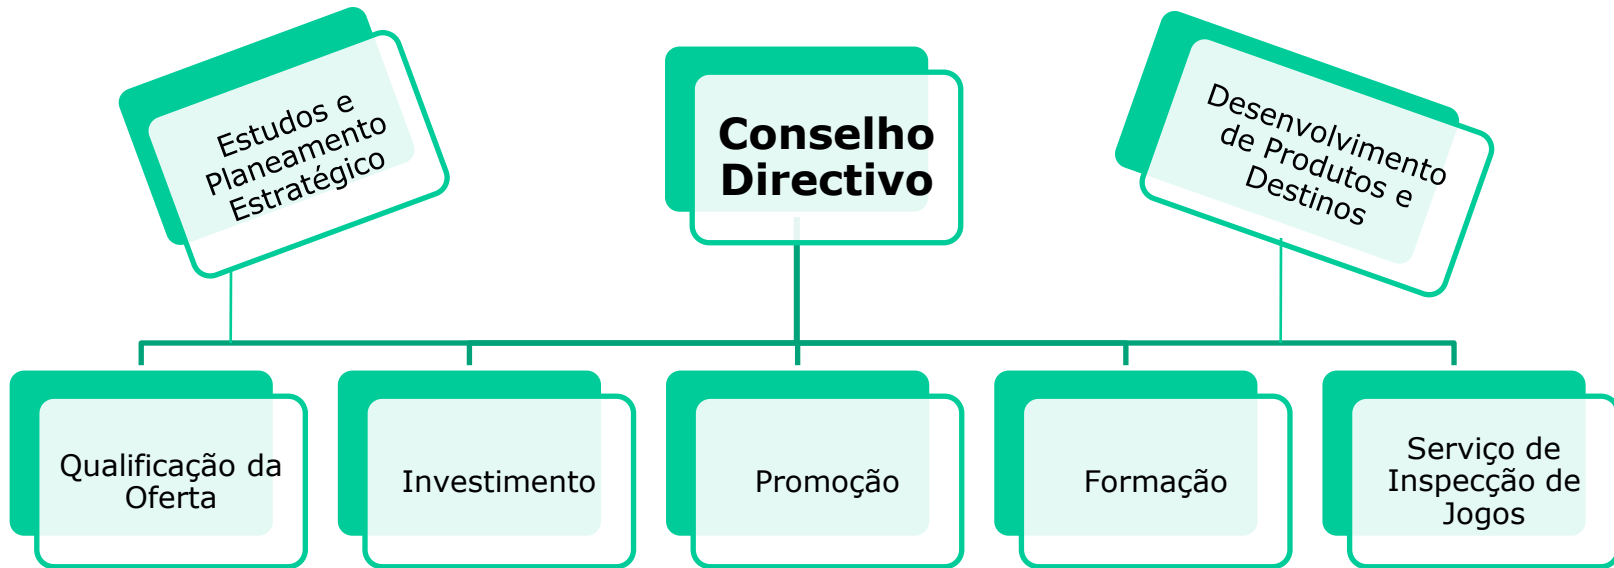 Estudos e
Planeamento
Estratégico
Conselho
Directivo
Desenvolvimento
de Produtos e
Destinos
Qualificação da
Oferta
Investimento
Promoção
Formação
Serviço de
Inspecção de
Jogos